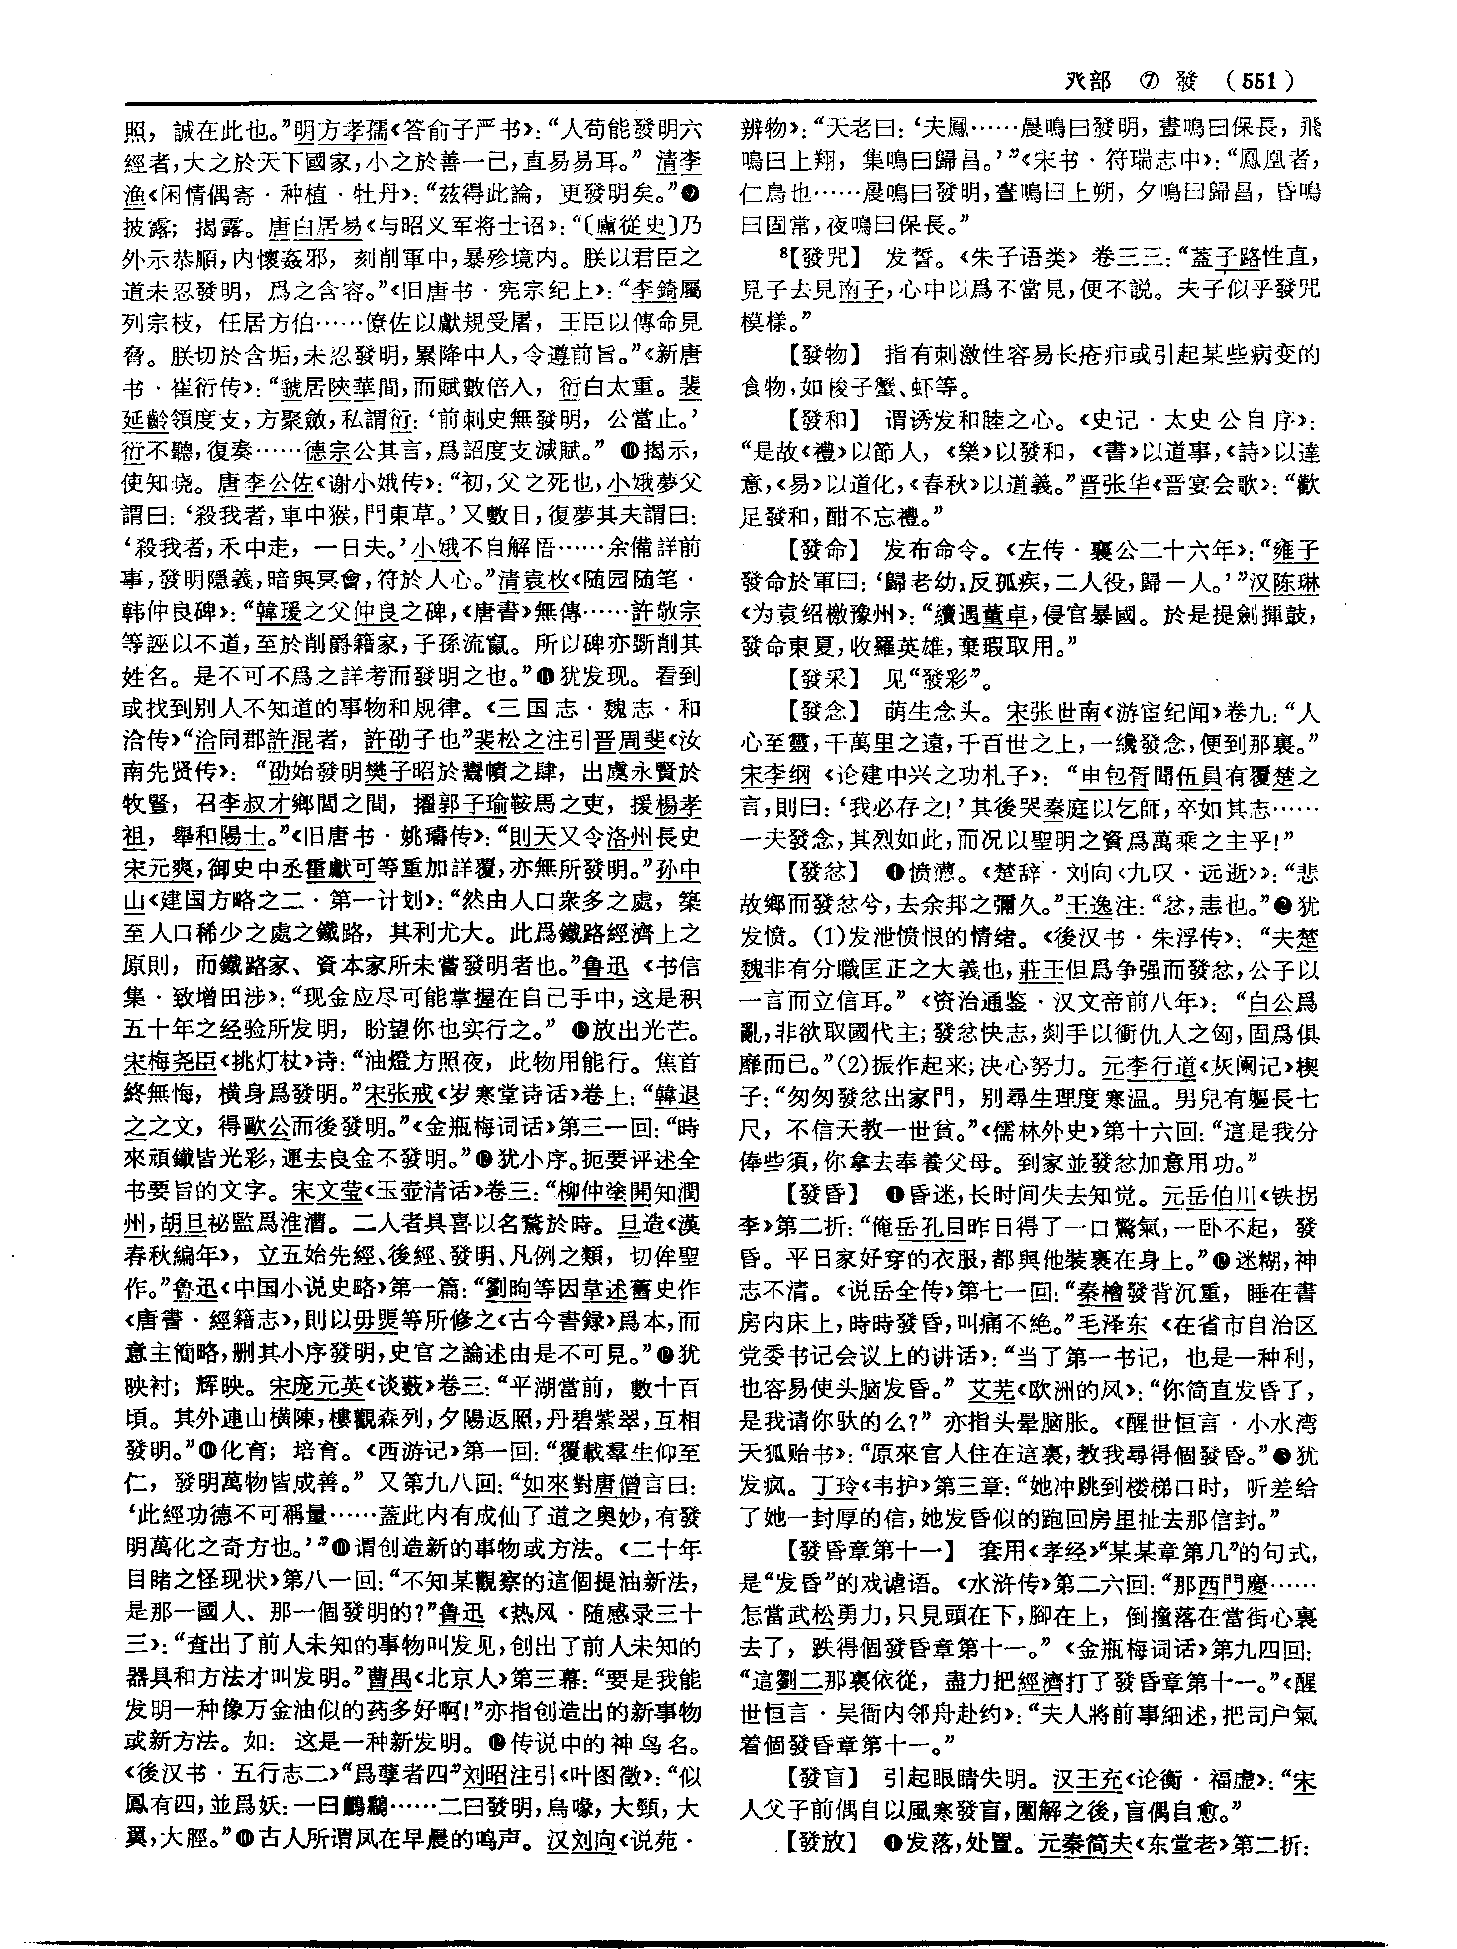 癶部 ⑦ 發 (551)
照，誠在此也。”明方孝孺《答俞子严书》：“人苟能發明六
經者，大之於天下國家，小之於善一己，直易易耳。” 清李
漁《闲情偶寄·种植·牡丹》：“兹得此論，更發明矣。”❾
披露；揭露。唐白居易《与昭义军将士诏》：“〔盧從史〕乃
外示恭順，内懷姦邪，刻削軍中，暴殄境内。朕以君臣之
道未忍發明，爲之含容。”《旧唐书·宪宗纪上》：“李錡屬
列宗枝，任居方伯……僚佐以獻規受屠，王臣以傳命見
脅。朕切於含垢，未忍發明，累降中人，令遵前旨。”《新唐
书·崔衍传》：“虢居陝華間，而賦數倍入，衍白太重。裴
延齡領度支，方聚斂，私謂衍：‘前刺史無發明，公當止。’
衍不聽，復奏……德宗公其言，爲詔度支減賦。” ❿揭示，
使知晓。唐李公佐《谢小娥传》：“初，父之死也，小娥夢父
謂曰：‘殺我者，車中猴，門東草。’又數日，復夢其夫謂曰：
‘殺我者，禾中走，一日夫。’小娥不自解悟……余備詳前
事，發明隱義，暗與冥會，符於人心。”清袁枚《随园随笔·
韩仲良碑》：“韓瑗之父仲良之碑，《唐書》無傳……許敬宗
等誣以不道，至於削爵籍家，子孫流竄。所以碑亦斲削其
姓名。是不可不爲之詳考而發明之也。”⓫犹发现。看到
或找到别人不知道的事物和规律。《三国志·魏志·和
洽传》“洽同郡許混者，許劭子也”裴松之注引晋周斐《汝
南先贤传》：“劭始發明樊子昭於鬻幘之肆，出虞永賢於
牧豎，召李叔才鄉閭之間，擢郭子瑜鞍馬之吏，援楊孝
祖，舉和陽士。”《旧唐书·姚璹传》：“則天又令洛州長史
宋元爽，御史中丞霍獻可等重加詳覆，亦無所發明。”孙中
山《建国方略之二·第一计划》：“然由人口衆多之處，築
至人口稀少之處之鐵路，其利尤大。此爲鐵路經濟上之
原則，而鐵路家、資本家所未嘗發明者也。”鲁迅《书信
集·致增田涉》：“现金应尽可能掌握在自己手中，这是积
五十年之经验所发明，盼望你也实行之。” ⓬放出光芒。
宋梅尧臣《挑灯杖》诗：“油燈方照夜，此物用能行。焦首
終無悔，橫身爲發明。”宋张戒《岁寒堂诗话》卷上：“韓退
之之文，得歐公而後發明。”《金瓶梅词话》第三一回：“時
來頑鐵皆光彩，運去良金不發明。”⓭犹小序。扼要评述全
书要旨的文字。宋文莹《玉壶清话》卷三：“柳仲塗開知潤
州，胡旦祕監爲淮漕。二人者具喜以名騖於時。旦造《漢
春秋編年》，立五始先經、後經、發明、凡例之類，切侔聖
作。”鲁迅《中国小说史略》第一篇：“劉昫等因韋述舊史作
《唐書·經籍志》，則以毋煚等所修之《古今書録》爲本，而
意主簡略，删其小序發明，史官之論述由是不可見。”⓮犹
映衬；辉映。宋庞元英《谈薮》卷三：“平湖當前，數十百
頃。其外連山橫陳，樓觀森列，夕陽返照，丹碧紫翠，互相
發明。”⓯化育；培育。《西游记》第一回：“覆載羣生仰至
仁，發明萬物皆成善。” 又第九八回：“如來對唐僧言曰：
‘此經功德不可稱量……蓋此内有成仙了道之奥妙，有發
明萬化之奇方也。’”⓰谓创造新的事物或方法。《二十年
目睹之怪现状》第八一回：“不知某觀察的這個提油新法，
是那一國人、那一個發明的？”鲁迅《热风·随感录三十
三》：“查出了前人未知的事物叫发见，创出了前人未知的
器具和方法才叫发明。”曹禺《北京人》第三幕：“要是我能
发明一种像万金油似的药多好啊！”亦指创造出的新事物
或新方法。如：这是一种新发明。⓱传说中的神鸟名。
《後汉书·五行志二》“爲孽者四”刘昭注引《叶图徵》：“似
鳳有四，並爲妖：一曰鸕鷞……二曰發明，烏喙，大頸，大
翼，大脛。”⓲古人所谓凤在早晨的鸣声。汉刘向《说苑·
辨物》：“天老曰：‘夫鳳……晨鳴曰發明，晝鳴曰保長，飛
鳴曰上翔，集鳴曰歸昌。’”《宋书·符瑞志中》：“鳳凰者，
仁鳥也……晨鳴曰發明，晝鳴曰上朔，夕鳴曰歸昌，昏鳴
曰固常，夜鳴曰保長。”
⁸【發咒】 发誓。《朱子语类》卷三三：“蓋子路性直，
見子去見南子，心中以爲不當見，便不説。夫子似乎發咒
模樣。”
【發物】 指有刺激性容易长疮疖或引起某些病变的
食物，如梭子蟹、虾等。
【發和】 谓诱发和睦之心。《史记·太史公自序》：
“是故《禮》以節人，《樂》以發和，《書》以道事，《詩》以達
意，《易》以道化，《春秋》以道義。”晋张华《晋宴会歌》：“歡
足發和，酣不忘禮。”
【發命】 发布命令。《左传·襄公二十六年》：“雍子
發命於軍曰：‘歸老幼，反孤疾，二人役，歸一人。’”汉陈琳
《为袁绍檄豫州》：“續遇董卓，侵官暴國。於是提劍揮鼓，
發命東夏，收羅英雄，棄瑕取用。”
【發采】 见“發彩”。
【發念】 萌生念头。宋张世南《游宦纪闻》卷九：“人
心至靈，千萬里之遠，千百世之上，一纔發念，便到那裏。”
宋李纲《论建中兴之功札子》：“申包胥聞伍員有覆楚之
言，則曰：‘我必存之！’其後哭秦庭以乞師，卒如其志……
一夫發念，其烈如此，而况以聖明之資爲萬乘之主乎！”
【發忿】 ❶愤懑。《楚辞·刘向〈九叹·远逝〉》：“悲
故鄉而發忿兮，去余邦之彌久。”王逸注：“忿，恚也。”❷犹
发愤。(1)发泄愤恨的情绪。《後汉书·朱浮传》：“夫楚
魏非有分職匡正之大義也，莊王但爲争强而發忿，公子以
一言而立信耳。” 《资治通鉴·汉文帝前八年》：“白公爲
亂，非欲取國代主；發忿快志，剡手以衝仇人之匈，固爲俱
靡而已。”(2)振作起来；决心努力。元李行道《灰阑记》楔
子：“匆匆發忿出家門，别尋生理度寒温。男兒有軀長七
尺，不信天教一世貧。”《儒林外史》第十六回：“這是我分
俸些須，你拿去奉養父母。到家並發忿加意用功。”
【發昏】 ❶昏迷，长时间失去知觉。元岳伯川《铁拐
李》第二折：“俺岳孔目昨日得了一口驚氣，一卧不起，發
昏。平日家好穿的衣服，都與他裝裹在身上。”❷迷糊，神
志不清。《说岳全传》第七一回：“秦檜發背沉重，睡在書
房内床上，時時發昏，叫痛不絶。”毛泽东《在省市自治区
党委书记会议上的讲话》：“当了第一书记，也是一种利，
也容易使头脑发昏。” 艾芜《欧洲的风》：“你简直发昏了，
是我请你驮的么？” 亦指头晕脑胀。《醒世恒言·小水湾
天狐贻书》：“原來官人住在這裏，教我尋得個發昏。”❸犹
发疯。丁玲《韦护》第三章：“她冲跳到楼梯口时，听差给
了她一封厚的信，她发昏似的跑回房里扯去那信封。”
【發昏章第十一】 套用《孝经》“某某章第几”的句式，
是“发昏”的戏谑语。《水浒传》第二六回：“那西門慶……
怎當武松勇力，只見頭在下，腳在上，倒撞落在當街心裏
去了，跌得個發昏章第十一。” 《金瓶梅词话》第九四回：
“這劉二那裏依從，盡力把經濟打了發昏章第十一。”《醒
世恒言·吴衙内邻舟赴约》：“夫人將前事細述，把司户氣
着個發昏章第十一。”
【發盲】 引起眼睛失明。汉王充《论衡·福虚》：“宋
人父子前偶自以風寒發盲，圍解之後，盲偶自愈。”
【發放】 ❶发落，处置。元秦简夫《东堂老》第二折：